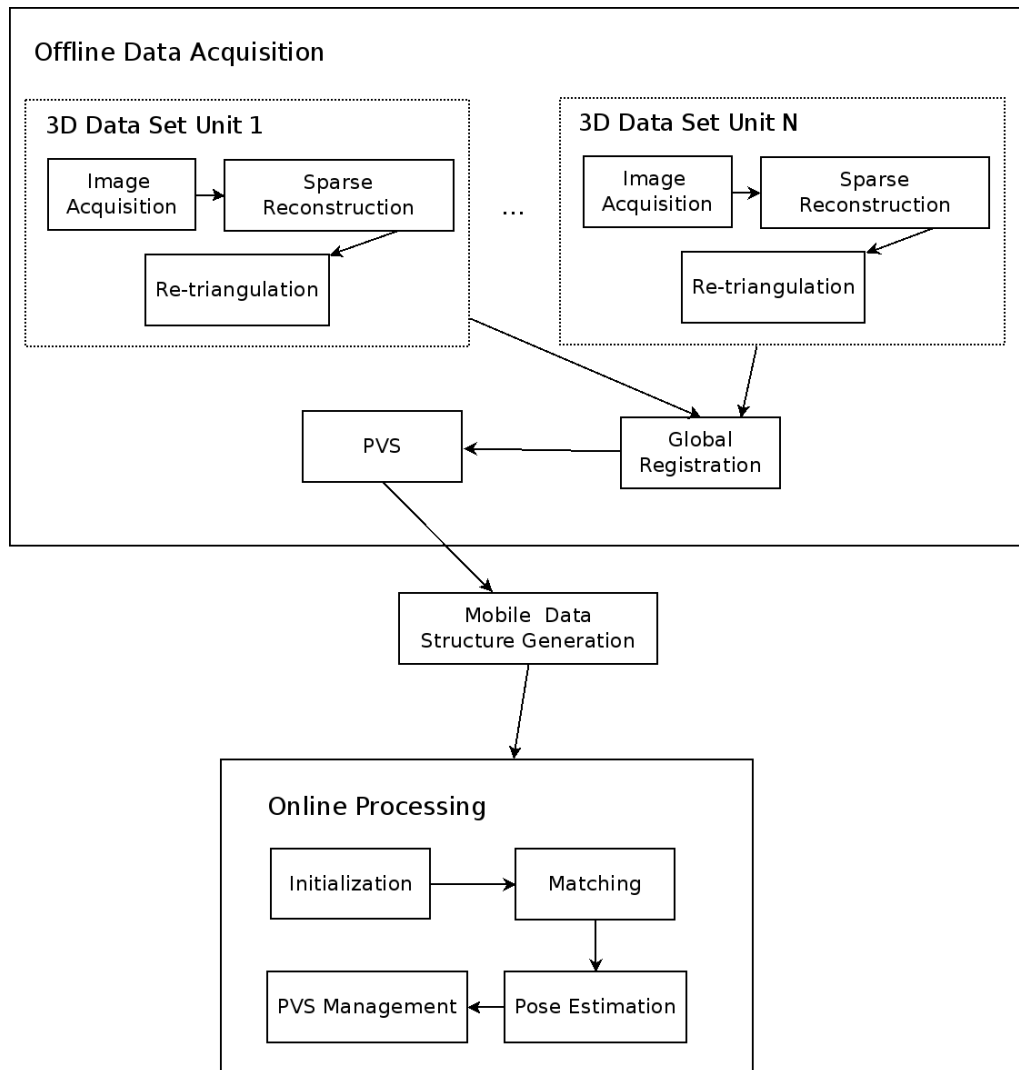 Offline Data Acquisition
3D Data Set Unit 1
Image
Acquisition
Sparse
Reconstruction
Re-triangulation
...
3D Data Set Unit N
Image
Acquisition
Sparse
Reconstruction
Re-triangulation
Global
Registration
PVS
Mobile Data
Structure Generation
Online Processing
Initialization
Matching
Pose Estimation
PVS Management